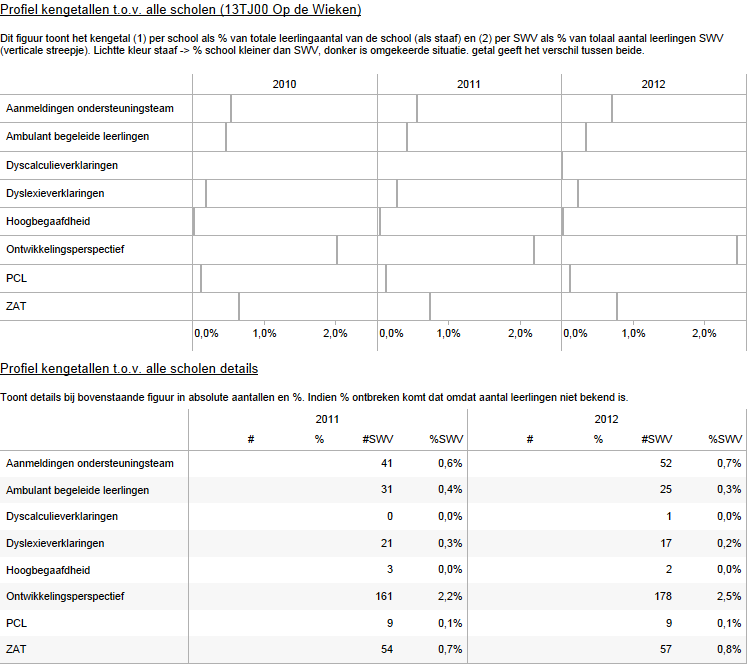 Profiel kengetallen t.o.v. alle scholen (13TJ00 Op de Wieken)
Dit figuur toont het kengetal (1) per school als % van totale leerlingaantal van de school (als staaf) en (2) per SWV als % van tolaal aantal leerlingen SWV
(verticale streepje). Lichtte kleur staaf -> % school kleiner dan SWV, donker is omgekeerde situatie. getal geeft het verschil tussen beide.
2010 2011 2012
Aanmeldingen ondersteuningsteam
Ambulant begeleide leerlingen
Dyscalculieverklaringen
Dyslexieverklaringen
Hoogbegaafdheid
Ontwikkelingsperspectief
PCL
ZAT
0,0% 1,0% 2,0% 0,0% 1,0% 2,0% 0,0% 1,0% 2,0%
Profiel kengetallen t.o.v. alle scholen details
Toont details bij bovenstaande figuur in absolute aantallen en %. Indien % ontbreken komt dat omdat aantal leerlingen niet bekend is.
2011 2012
# % #SWV %SWV # % #SWV %SWV
Aanmeldingen ondersteuningsteam 41 0,6% 52 0,7%
Ambulant begeleide leerlingen 31 0,4% 25 0,3%
Dyscalculieverklaringen 0 0,0% 1 0,0%
Dyslexieverklaringen 21 0,3% 17 0,2%
Hoogbegaafdheid 3 0,0% 2 0,0%
Ontwikkelingsperspectief 161 2,2% 178 2,5%
PCL 9 0,1% 9 0,1%
ZAT 54 0,7% 57 0,8%